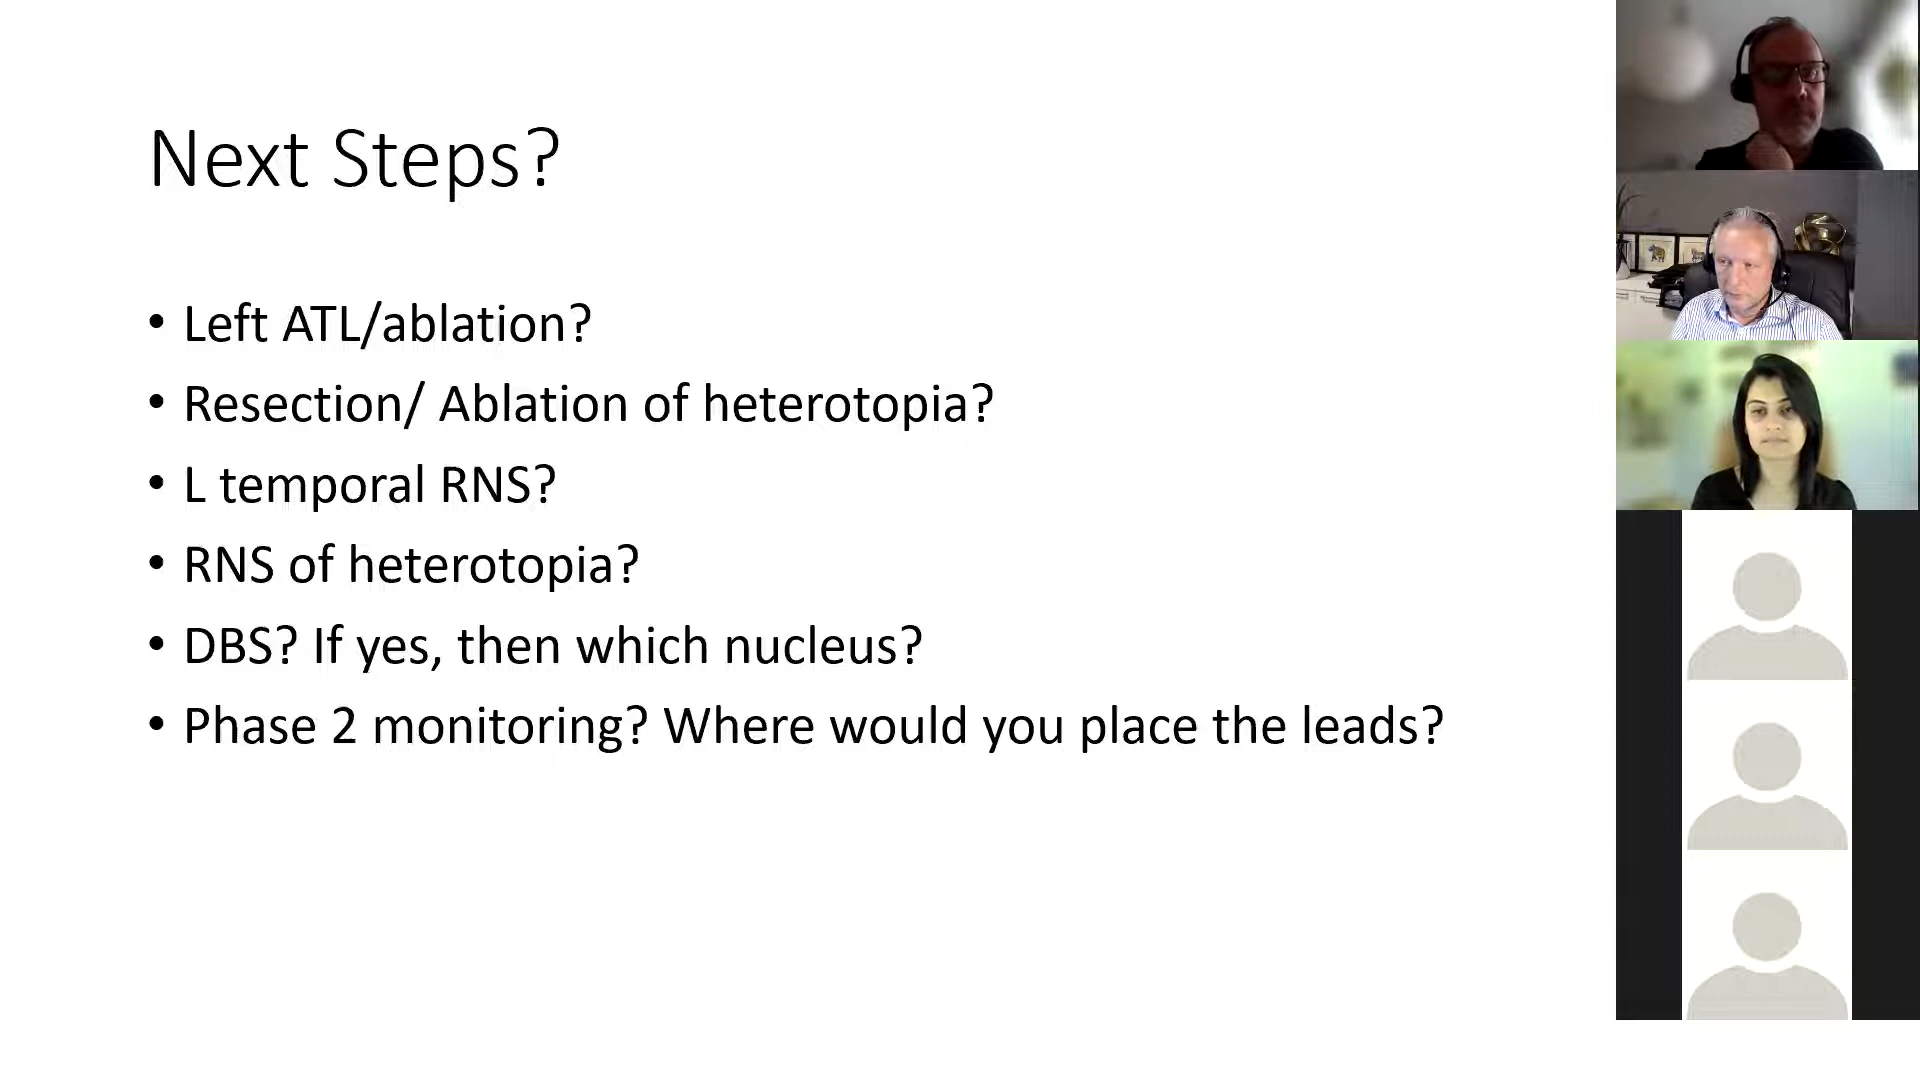 Next Steps?
• Left ATL/ablation?
• Resection/ Ablation of heterotopia?
• L temporal RNS?
• RNS of heterotopia?
• DBS? If yes, then which nucleus?
• Phase 2 monitoring? Where would you place the leads?